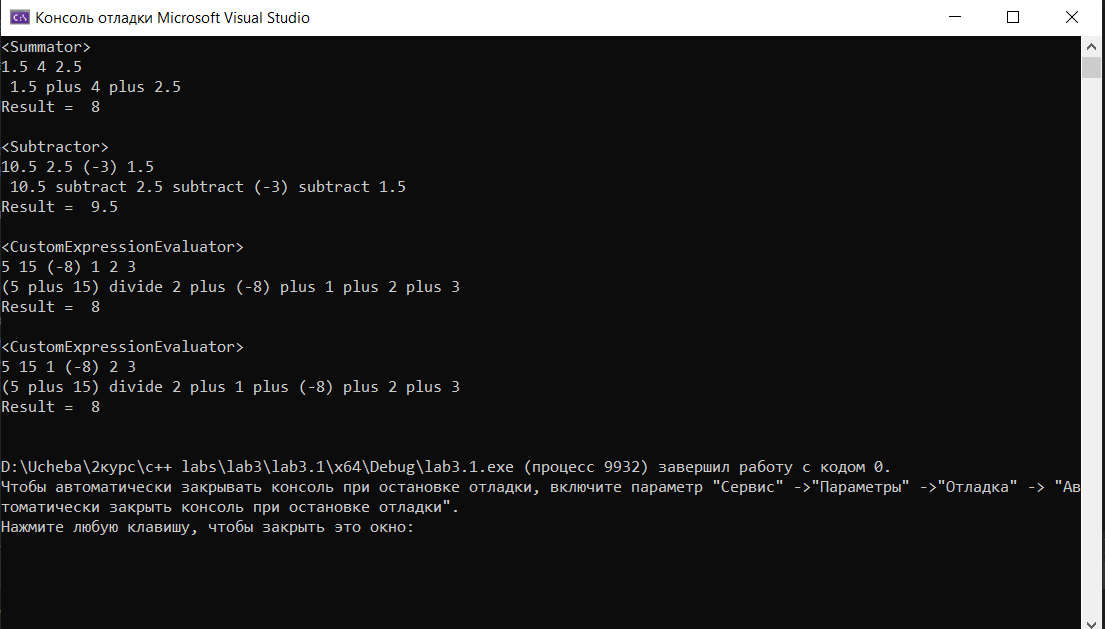 C:\ Консоль отладки Microsoft Visual Studio
<Summator>
1.5 4 2.5
 1.5 plus 4 plus 2.5
Result =  8
<Subtractor>
10.5 2.5 (-3) 1.5
 10.5 subtract 2.5 subtract (-3) subtract 1.5
Result =  9.5
<CustomExpressionEvaluator>
5 15 (-8) 1 2 3
(5 plus 15) divide 2 plus (-8) plus 1 plus 2 plus 3
Result =  8
<CustomExpressionEvaluator>
5 15 1 (-8) 2 3
(5 plus 15) divide 2 plus 1 plus (-8) plus 2 plus 3
Result =  8
D:\Ucheba\2курс\c++ labs\lab3\lab3.1\x64\Debug\lab3.1.exe (процесс 9932) завершил работу с кодом 0.
Чтобы автоматически закрывать консоль при остановке отладки, включите параметр "Сервис" ->"Параметры" ->"Отладка" -> "Ав
томатически закрыть консоль при остановке отладки".
Нажмите любую клавишу, чтобы закрыть это окно: